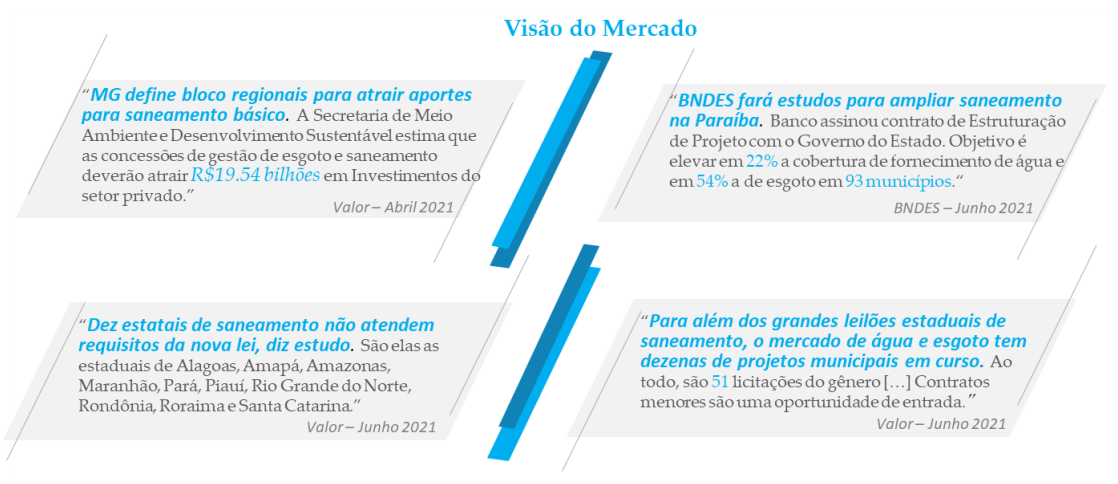 Visão do Mercado
“MG define bloco regionais para atrair aportes
para saneamento básico. A Secretaria de Meio
Ambiente e Desenvolvimento Sustentável estima que
as concessões de gestão de esgoto e saneamento
deverão atrair R$19.54 bilhões em Investimentos do
setor privado.”
Valor – Abril 2021
“BNDES fará estudos para ampliar saneamento
na Paraíba. Banco assinou contrato de Estruturação
de Projeto com o Governo do Estado. Objetivo é
elevar em 22% a cobertura de fornecimento de água e
em 54% a de esgoto em 93 municípios.“
BNDES – Junho 2021
“Dez estatais de saneamento não atendem
requisitos da nova lei, diz estudo. São elas as
estaduais de Alagoas, Amapá, Amazonas,
Maranhão, Pará, Piauí, Rio Grande do Norte,
Rondônia, Roraima e Santa Catarina.”
Valor – Junho 2021
“Para além dos grandes leilões estaduais de
saneamento, o mercado de água e esgoto tem
dezenas de projetos municipais em curso. Ao
todo, são 51 licitações do gênero [...] Contratos
menores são uma oportunidade de entrada.”
Valor – Junho 2021